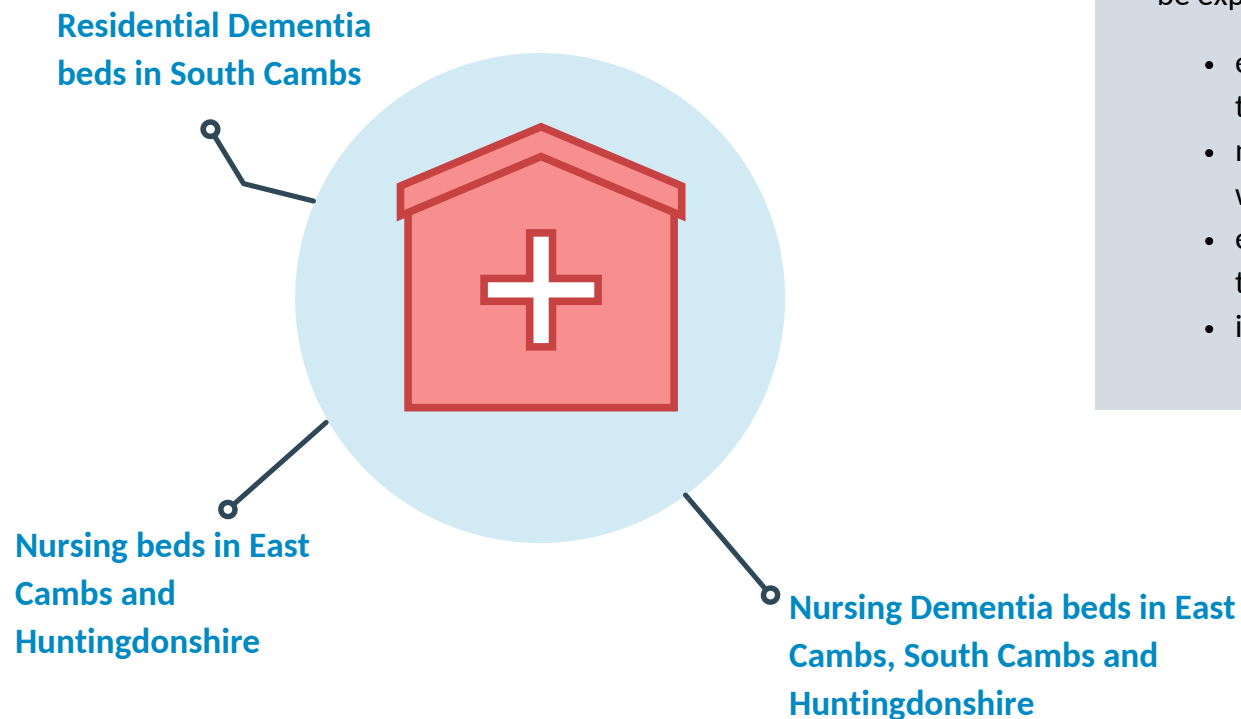 Residential Dementia
beds in South Cambs
Nursing beds in East
Cambs and
Huntingdonshire
Nursing Dementia beds in East
Cambs, South Cambs and
Huntingdonshire
be